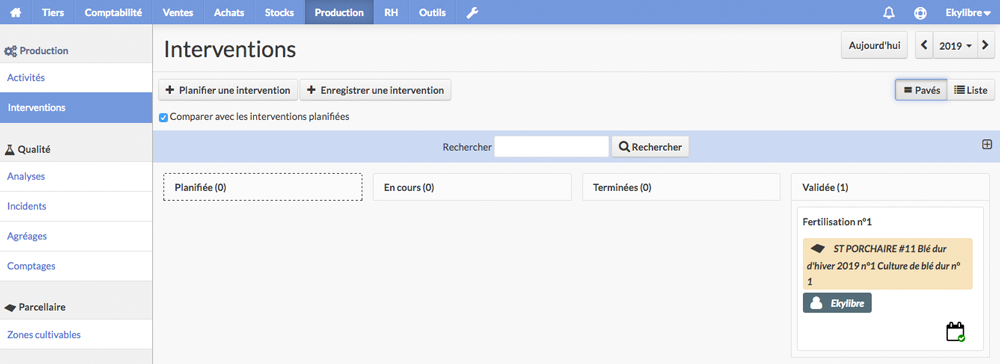 Tiers Comptabilité Ventes Achats Stocks Production RH Outils Ekylibre
Production
Activités
Interventions
Qualité
Analyses
Incidents
Agréages
Comptages
Parcellaire
Zones cultivables
Interventions
Aujourd'hui 2019
Planifier une intervention Enregistrer une intervention Pavés Liste
Comparer avec les interventions planifiées
Rechercher Rechercher
Planifiée (0) En cours (0) Terminées (0) Validée (1)
Fertilisation n°1
ST PORCHAIRE #11 Blé dur
d'hiver 2019 n°1 Culture de blé dur n°
1
Ekylibre